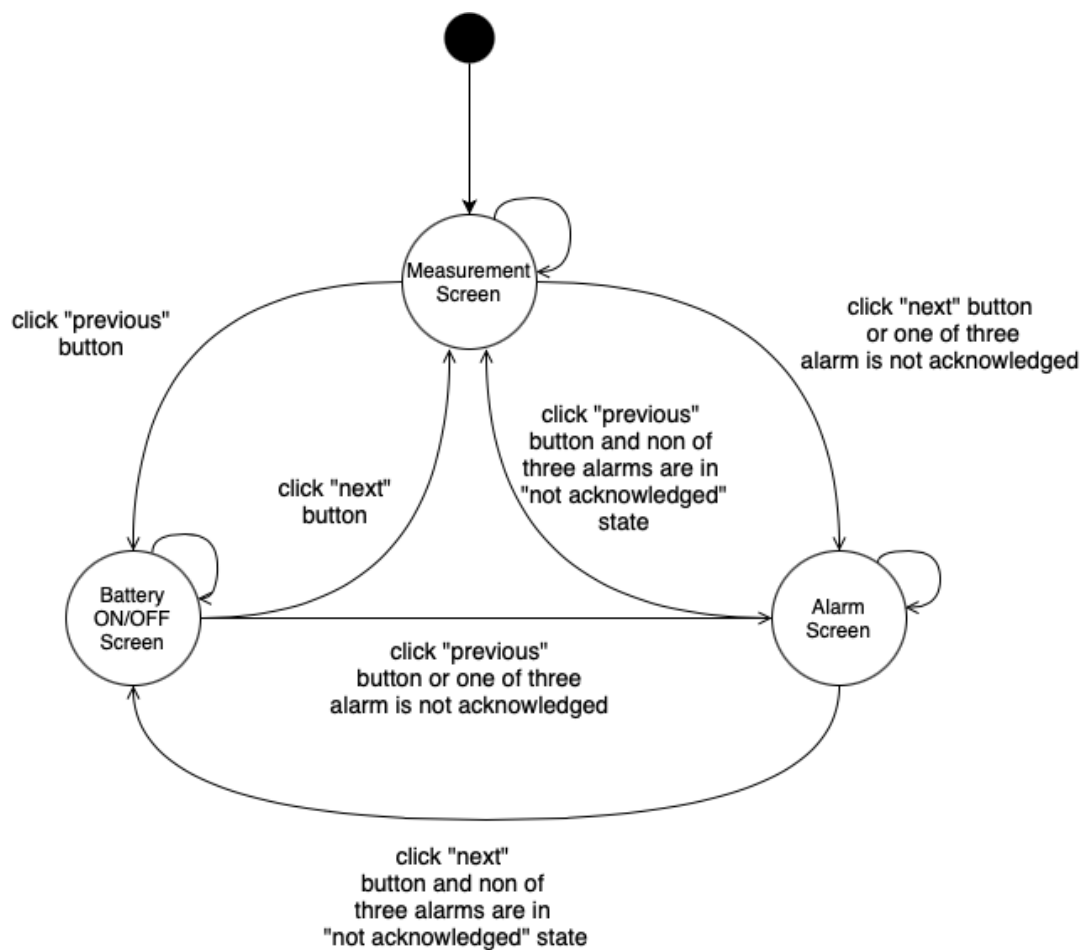 Measurement
Screen
click "previous"
button
click "next" button
or one of three
alarm is not acknowledged
click "previous"
button and non of
three alarms are in
"not acknowledged"
state
click "next"
button
Battery
ON/OFF
Screen
Alarm
Screen
click "previous"
button or one of three
alarm is not acknowledged
click "next"
button and non of
three alarms are in
"not acknowledged" state